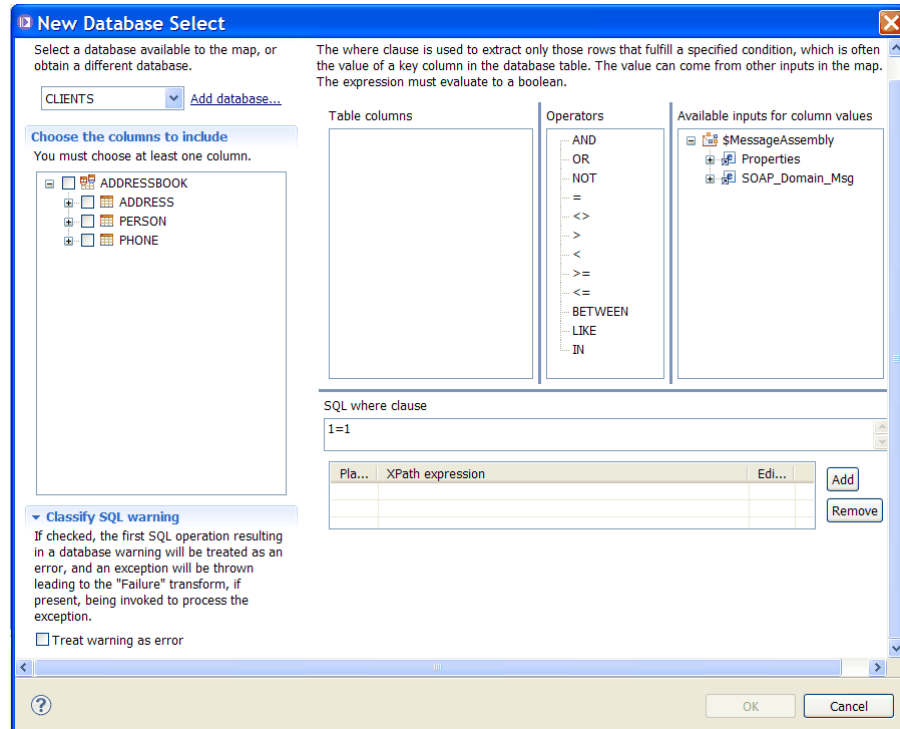 New Database Select
Select a database available to the map, or
obtain a different database.
CLIENTS
Add database...
Choose the columns to include
You must choose at least one column.
ADDRESSBOOK
ADDRESS
PERSON
PHONE
Classify SQL warning
If checked, the first SQL operation resulting
in a database warning will be treated as an
error, and an exception will be thrown
leading to the "Failure" transform, if
present, being invoked to process the
exception.
Treat warning as error
The where clause is used to extract only those rows that fulfill a specified condition, which is often
the value of a key column in the database table. The value can come from other inputs in the map.
The expression must evaluate to a boolean.
Table columns
Operators
AND
OR
NOT
=
<>
>
<
>=
<=
BETWEEN
LIKE
IN
Available inputs for column values
$MessageAssembly
Properties
SOAP_Domain_Msg
SQL where clause
1=1
Pla... XPath expression Edi...
Add
Remove
?
OK Cancel